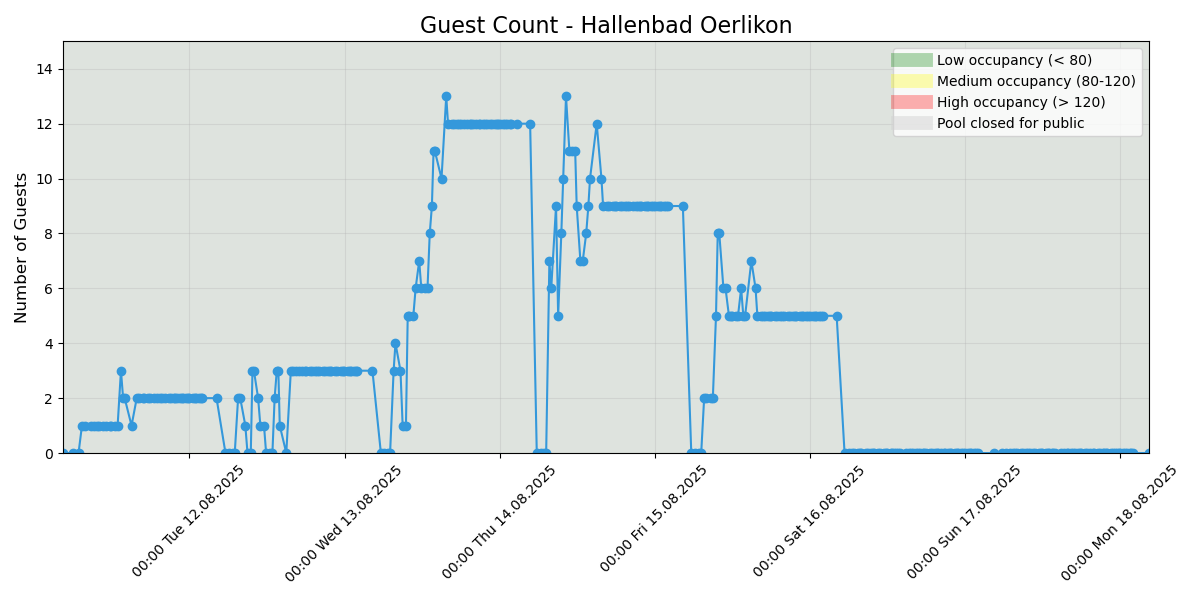 Guest Count - Hallenbad Oerlikon
Low occupancy (< 80)
Medium occupancy (80-120)
High occupancy (> 120)
Pool closed for public
Number of Guests
14
12
10
8
6
4
2
0
00:00 Tue 12.08.2025
00:00 Wed 13.08.2025
00:00 Thu 14.08.2025
00:00 Fri 15.08.2025
00:00 Sat 16.08.2025
00:00 Sun 17.08.2025
00:00 Mon 18.08.2025